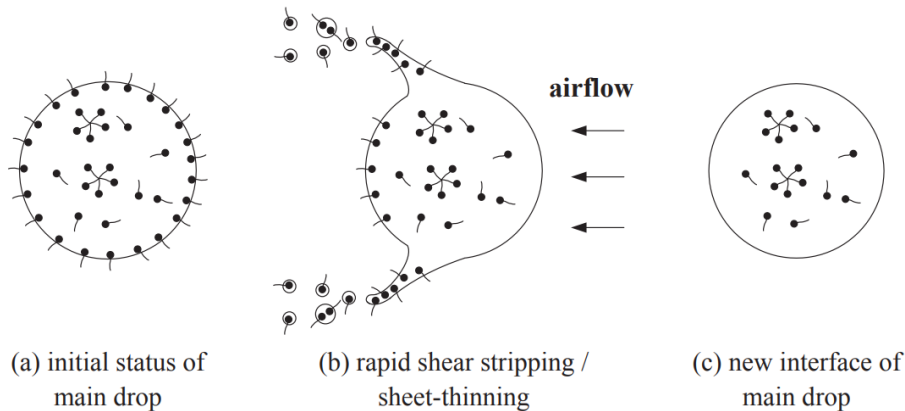 airflow
(a) initial status of
main drop
(b) rapid shear stripping /
sheet-thinning
(c) new interface of
main drop